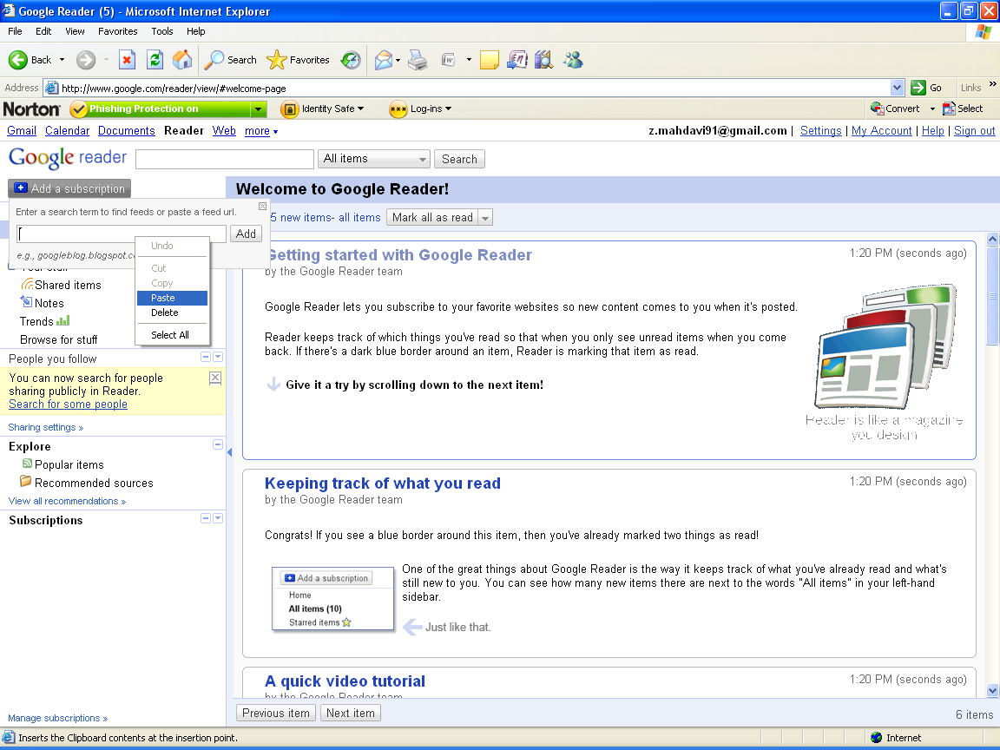 Google Reader (5) - Microsoft Internet Explorer
File Edit View Favorites Tools Help
Back Search Favorites
Address http://www.google.com/reader/view/#welcome-page Go Links »
Norton Phishing Protection on Identity Safe Log-ins Convert Select
Gmail Calendar Documents Reader Web more z.mahdavi91@gmail.com | Settings | My Account | Help | Sign out
Google reader All items Search
Add a subscription
Welcome to Google Reader!
Enter a search term to find feeds or paste a feed url.
Add
e.g., googleblog.blogspot.c
Undo
Cut
Copy
Paste
Delete
Select All
Your stuff
Shared items
Notes
Trends
Browse for stuff
People you follow
You can now search for people
sharing publicly in Reader.
Search for some people
Sharing settings »
Explore
Popular items
Recommended sources
View all recommendations »
Subscriptions
Manage subscriptions »
5 new items- all items Mark all as read
Getting started with Google Reader 1:20 PM (seconds ago)
by the Google Reader team
Google Reader lets you subscribe to your favorite websites so new content comes to you when it's posted.
Reader keeps track of which things you've read so that when you only see unread items when you come
back. If there's a dark blue border around an item, Reader is marking that item as read.
Give it a try by scrolling down to the next item!
Reader is like a magazine
you design
Keeping track of what you read 1:20 PM (seconds ago)
by the Google Reader team
Congrats! If you see a blue border around this item, then you've already marked two things as read!
Add a subscription
Home
All items (10)
Starred items
One of the great things about Google Reader is the way it keeps track of what you've already read and what's
still new to you. You can see how many new items there are next to the words "All items" in your left-hand
sidebar.
Just like that.
A quick video tutorial 1:20 PM (seconds ago)
by the Google Reader team
Previous item Next item 6 items
Inserts the Clipboard contents at the insertion point. Internet